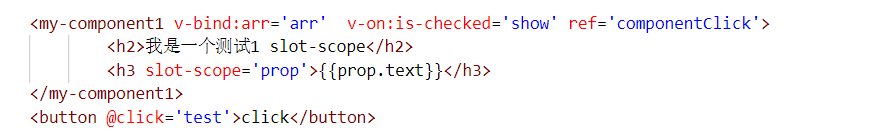 <my-component1 v-bind:arr='arr'  v-on:is-checked='show' ref='componentClick'>
<h2>我是一个测试1 slot-scope</h2>
<h3 slot-scope='prop'>{{prop.text}}</h3>
</my-component1>
<button @click='test'>click</button>